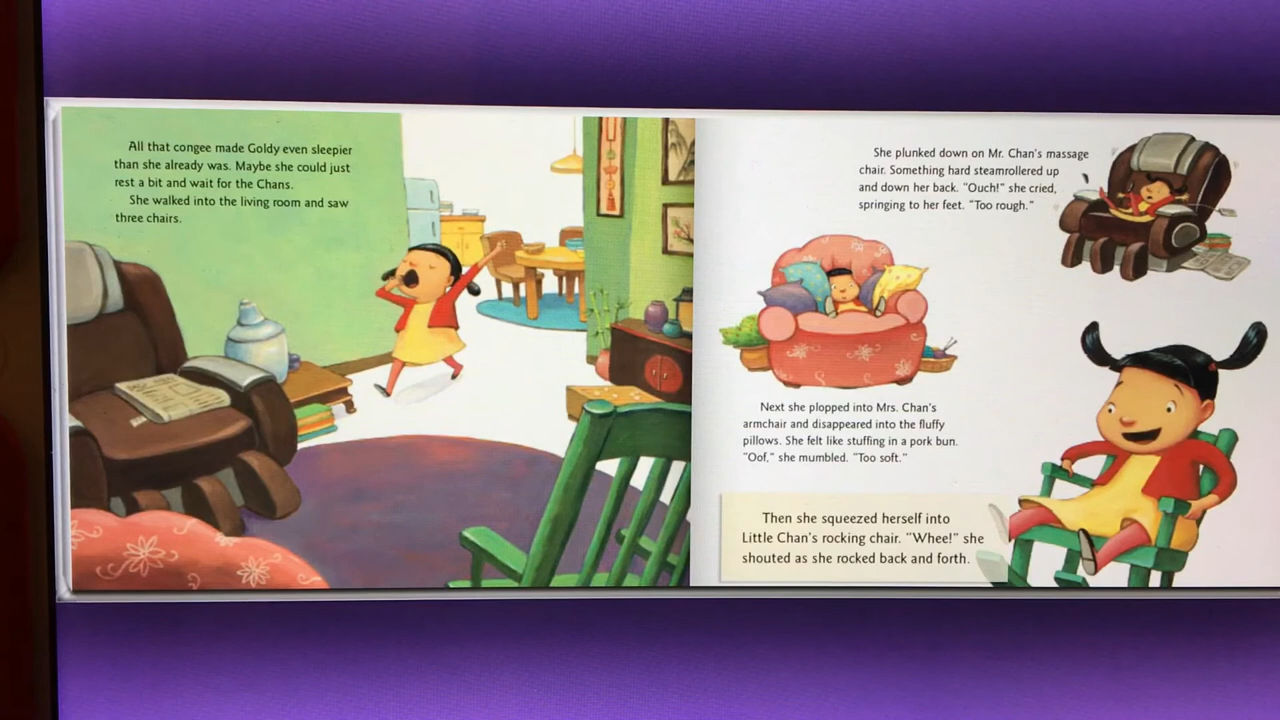 All that congee made Goldy even sleepier
than she already was. Maybe she could just
rest a bit and wait for the Chans.
She walked into the living room and saw
three chairs.
She plunked down on Mr. Chan's massage
chair. Something hard steamrollered up
and down her back. "Ouch!" she cried,
springing to her feet. "Too rough."
Next she plopped into Mrs. Chan's
armchair and disappeared into the fluffy
pillows. She felt like stuffing in a pork bun.
"Oof," she mumbled. "Too soft."
Then she squeezed herself into
Little Chan's rocking chair. "Whee!" she
shouted as she rocked back and forth.